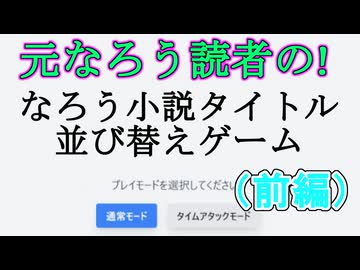 元なろう読者の!
なろう小説タイトル
並び替えゲーム
プレイモードを選択してください
(前編)
通常モード
タイムアタックモード